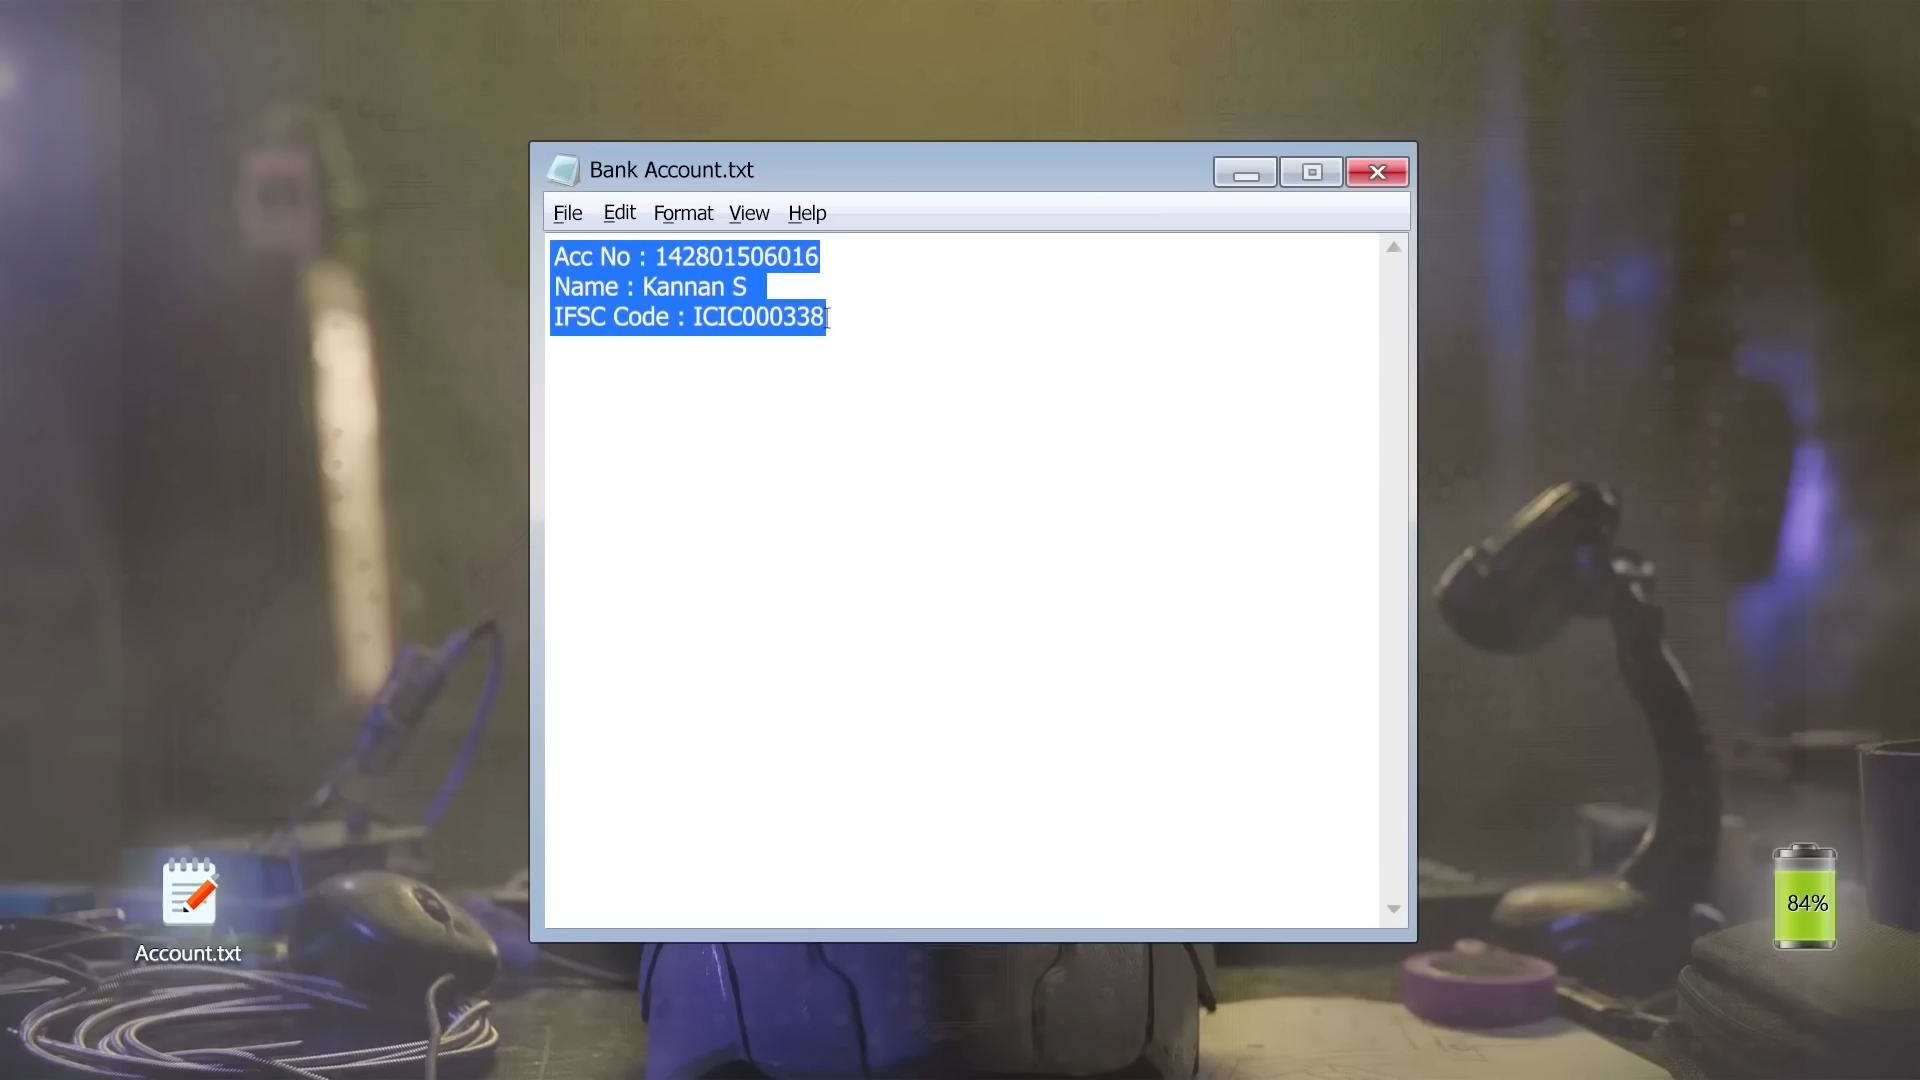 Bank Account.txt
File Edit Format View Help
Acc No : 142801506016
Name : Kannan S
IFSC Code : ICIC000338
Account.txt
84%